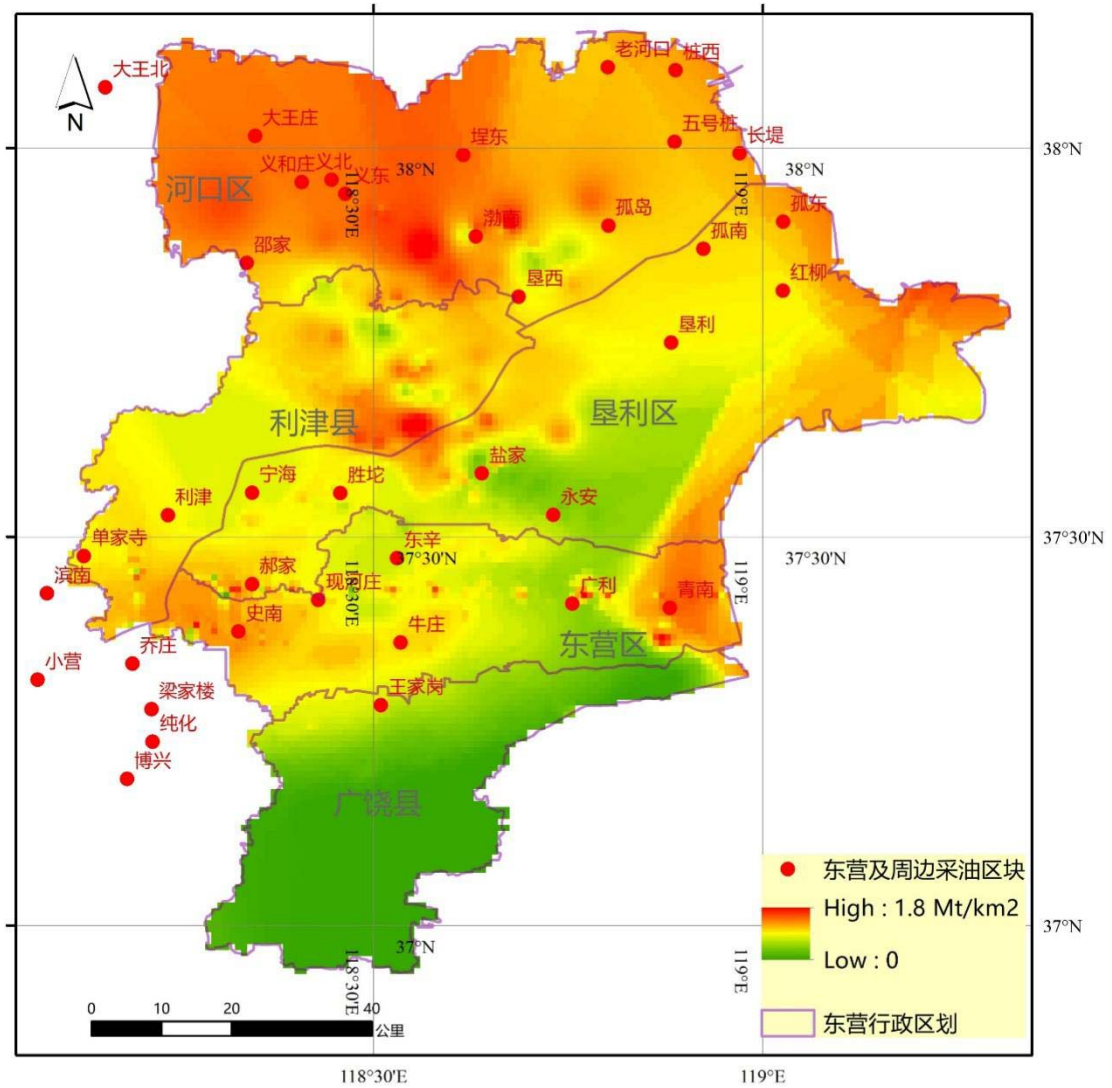 老河口
桩西
大王北
N
大王庄
埕东
五号桩
长堤
38°N
38°N
38°N
义和庄
义北
义东
河口区
118°30'E
119°E
渤南
孤岛
孤东
孤南
邵家
垦西
红柳
垦利
利津县
垦利区
盐家
宁海
胜坨
利津
永安
单家寺
东辛
37°30'N
37°30'N
37°30'N
滨南
郝家
现河庄
118°30'E
119°E
广利
青南
史南
牛庄
东营区
乔庄
小营
王家岗
梁家楼
纯化
博兴
广饶县
东营及周边采油区块
High : 1.8 Mt/km2
Low : 0
37°N
37°N
118°30'E
119°E
0 10 20 40
公里
东营行政区划
118°30'E
119°E